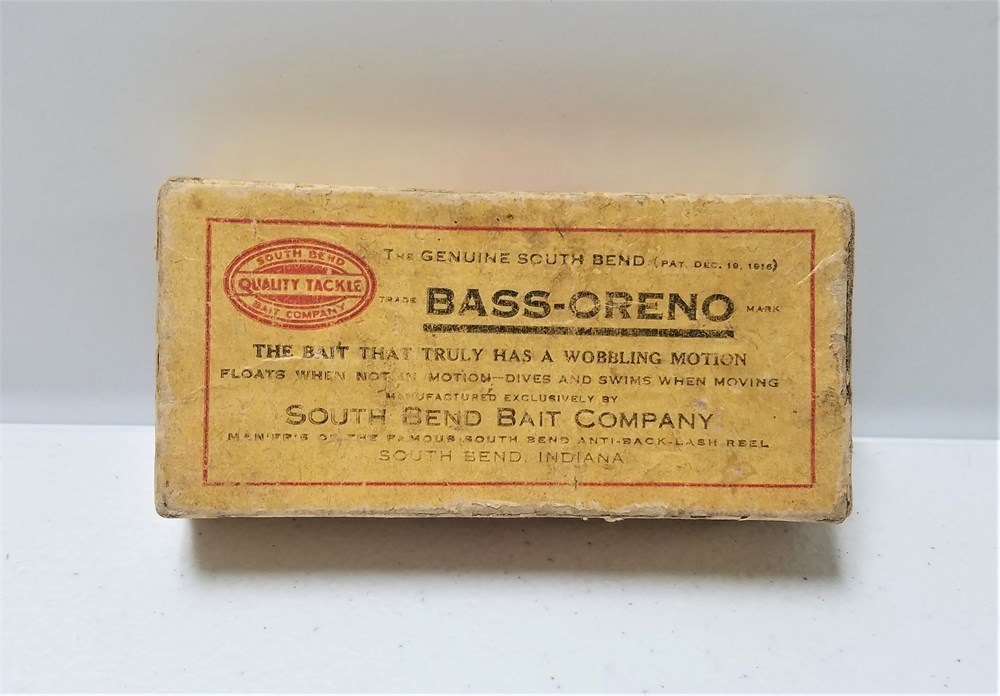 SOUTH BEND
QUALITY TACKLE
BAIT COMPANY
THE GENUINE SOUTH BEND (PAT. DEC. 19, 1916)
TRADE BASS-ORENO MARK
THE BAIT THAT TRULY HAS A WOBBLING MOTION
FLOATS WHEN NOT IN MOTION—DIVES AND SWIMS WHEN MOVING
MANUFACTURED EXCLUSIVELY BY
SOUTH BEND BAIT COMPANY
MAN'F'R'S OF THE FAMOUS SOUTH BEND ANTI-BACK-LASH REEL
SOUTH BEND, INDIANA